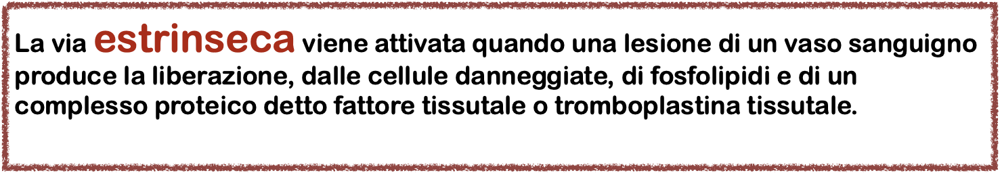 La via estrinseca viene attivata quando una lesione di un vaso sanguigno
produce la liberazione, dalle cellule danneggiate, di fosfolipidi e di un
complesso proteico detto fattore tissutale o tromboplastina tissutale.